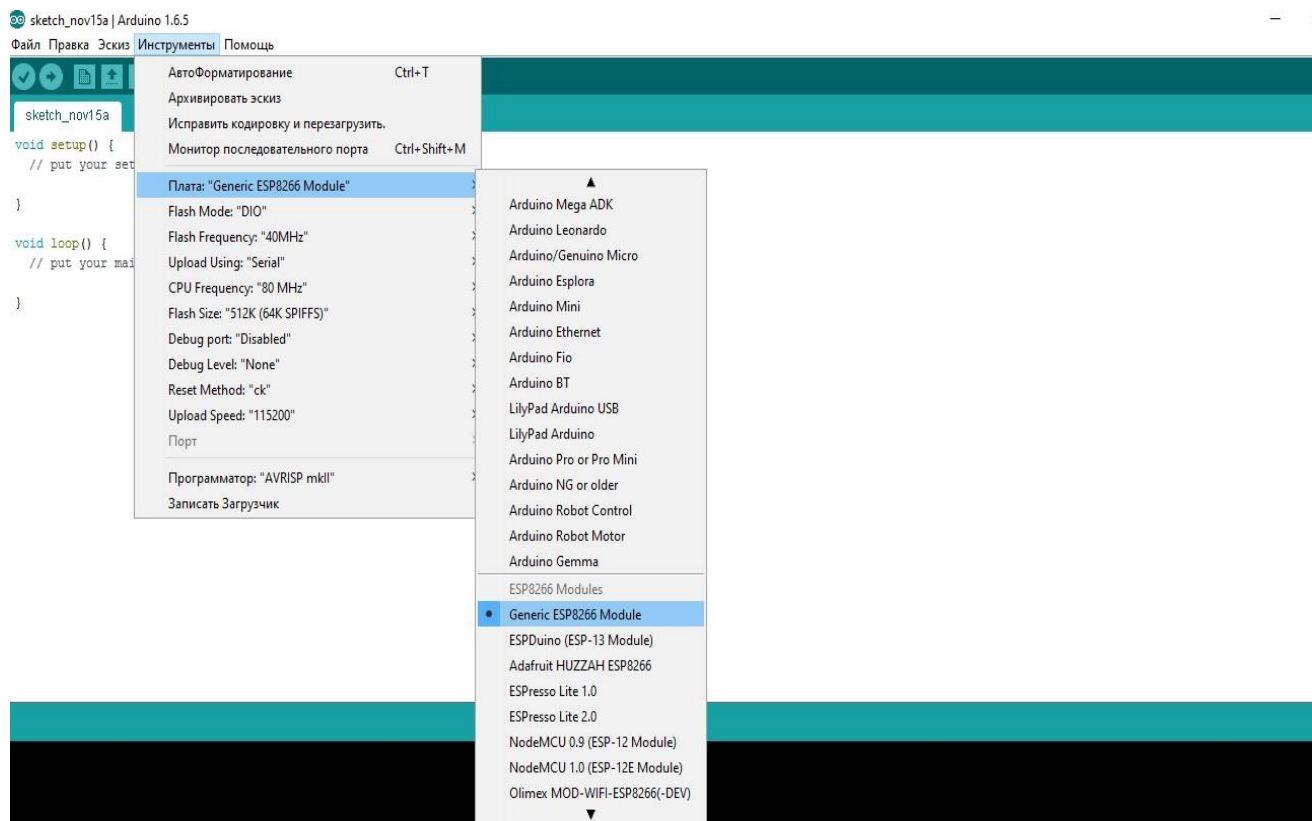 sketch_nov15a | Arduino 1.6.5
Файл Правка Эскиз Инструменты Помощь
sketch_nov15a
void setup() {
// put your set
}
void loop() {
// put your mai
}
АвтоФорматирование Ctrl+T
Архивировать эскиз
Исправить кодировку и перезагрузить.
Монитор последовательного порта Ctrl+Shift+M
Плата: "Generic ESP8266 Module"
Flash Mode: "DIO"
Flash Frequency: "40MHz"
Upload Using: "Serial"
CPU Frequency: "80 MHz"
Flash Size: "512K (64K SPIFFS)"
Debug port: "Disabled"
Debug Level: "None"
Reset Method: "ck"
Upload Speed: "115200"
Порт
Программатор: "AVRISP mkII"
Записать Загрузчик
Arduino Mega ADK
Arduino Leonardo
Arduino/Genuino Micro
Arduino Esplora
Arduino Mini
Arduino Ethernet
Arduino Fio
Arduino BT
LilyPad Arduino USB
LilyPad Arduino
Arduino Pro or Pro Mini
Arduino NG or older
Arduino Robot Control
Arduino Robot Motor
Arduino Gemma
ESP8266 Modules
Generic ESP8266 Module
ESPDuino (ESP-13 Module)
Adafruit HUZZAH ESP8266
ESPresso Lite 1.0
ESPresso Lite 2.0
NodeMCU 0.9 (ESP-12 Module)
NodeMCU 1.0 (ESP-12E Module)
Olimex MOD-WIFI-ESP8266(-DEV)